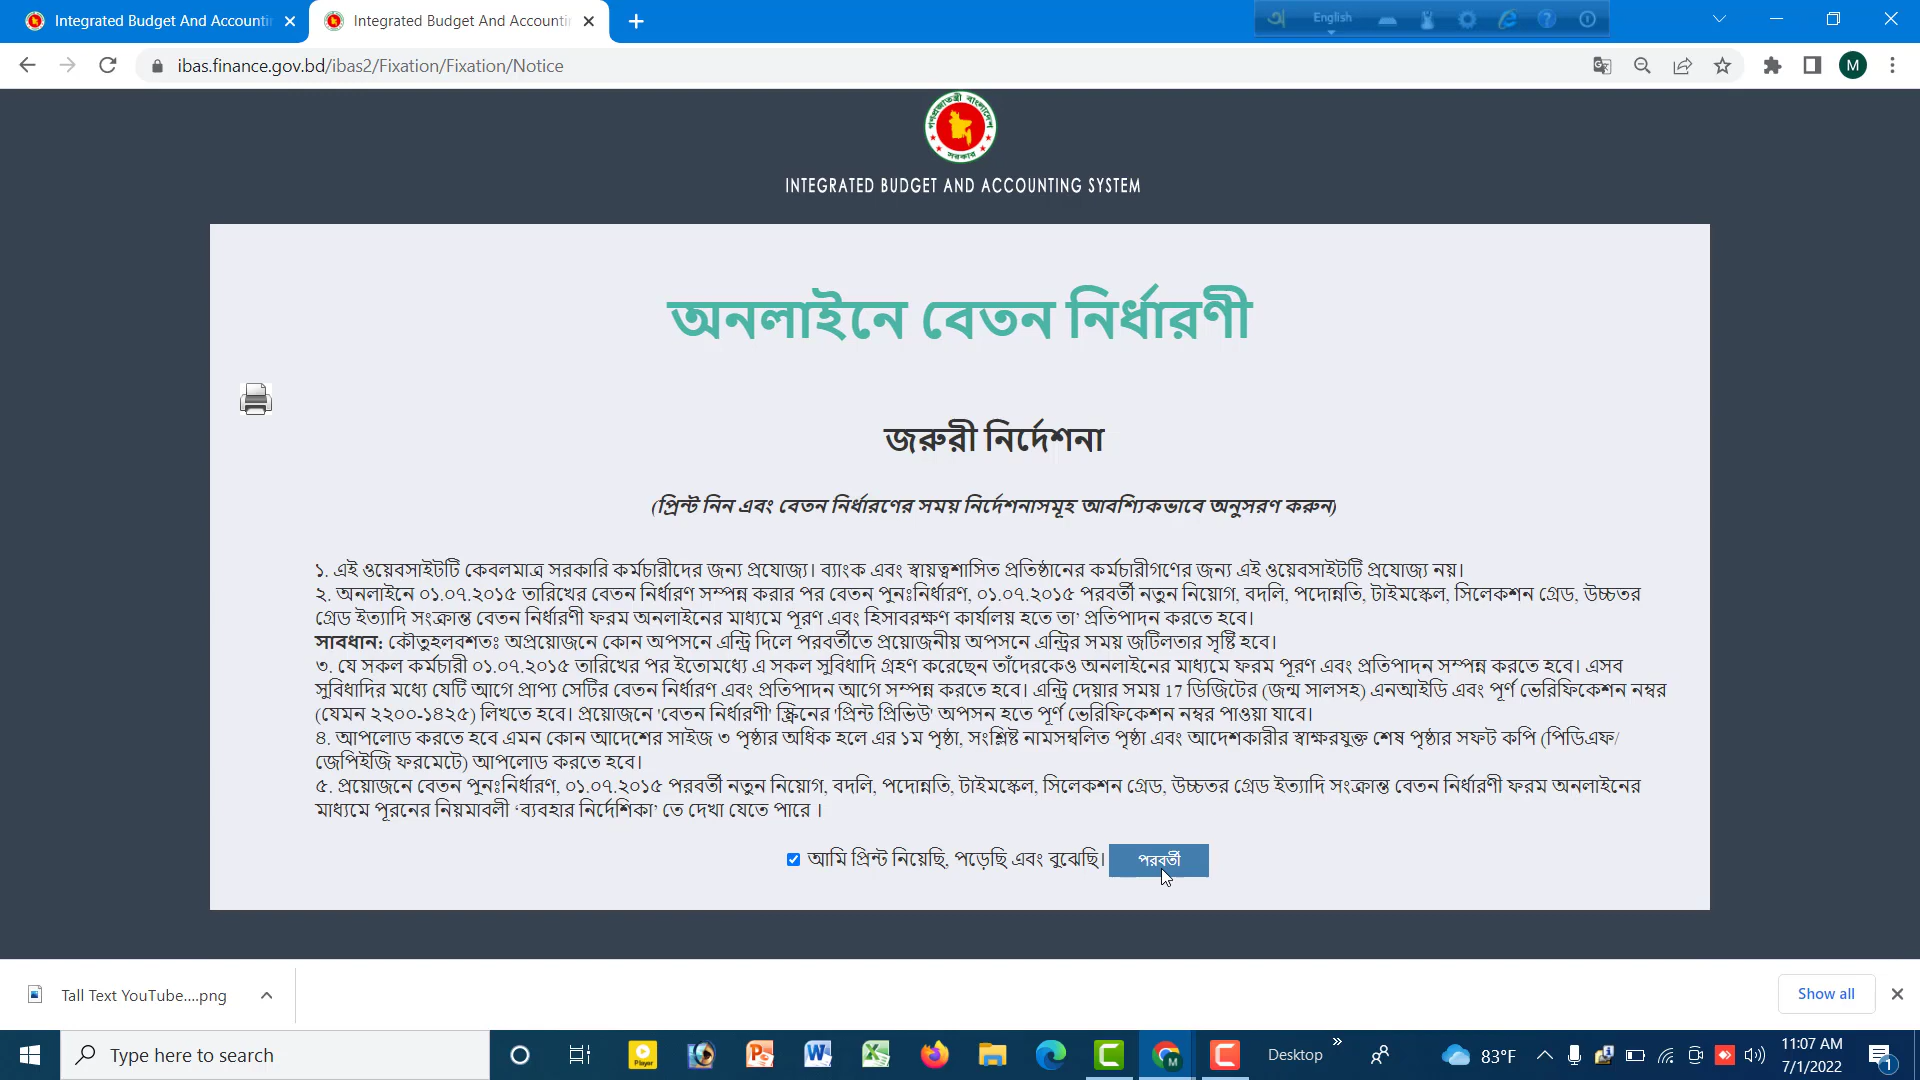 Integrated Budget And Accounti
Integrated Budget And Accountin
English
ibas.finance.gov.bd/ibas2/Fixation/Fixation/Notice
M
গণপ্রজাতন্ত্রী বাংলাদেশ
সরকার
INTEGRATED BUDGET AND ACCOUNTING SYSTEM
অনলাইনে বেতন নির্ধারণী
জরুরী নির্দেশনা
(প্রিন্ট নিন এবং বেতন নির্ধারণের সময় নির্দেশনাসমূহ আবশ্যিকভাবে অনুসরণ করুন)
১. এই ওয়েবসাইটটি কেবলমাত্র সরকারি কর্মচারীদের জন্য প্রযোজ্য। ব্যাংক এবং স্বায়ত্বশাসিত প্রতিষ্ঠানের কর্মচারীগণের জন্য এই ওয়েবসাইটটি প্রযোজ্য নয়।
২. অনলাইনে ০১.০৭.২০১৫ তারিখের বেতন নির্ধারণ সম্পন্ন করার পর বেতন পুনঃনির্ধারণ, ০১.০৭.২০১৫ পরবর্তী নতুন নিয়োগ, বদলি, পদোন্নতি, টাইমস্কেল, সিলেকশন গ্রেড, উচ্চতর
গ্রেড ইত্যাদি সংক্রান্ত বেতন নির্ধারণী ফরম অনলাইনের মাধ্যমে পূরণ এবং হিসাবরক্ষণ কার্যালয় হতে তা’ প্রতিপাদন করতে হবে।
সাবধান: কৌতুহলবশতঃ অপ্রয়োজনে কোন অপসনে এন্ট্রি দিলে পরবর্তীতে প্রয়োজনীয় অপসনে এন্ট্রির সময় জটিলতার সৃষ্টি হবে।
৩. যে সকল কর্মচারী ০১.০৭.২০১৫ তারিখের পর ইতোমধ্যে এ সকল সুবিধাদি গ্রহণ করেছেন তাঁদেরকেও অনলাইনের মাধ্যমে ফরম পূরণ এবং প্রতিপাদন সম্পন্ন করতে হবে। এসব
সুবিধাদির মধ্যে যেটি আগে প্রাপ্য সেটির বেতন নির্ধারণ এবং প্রতিপাদন আগে সম্পন্ন করতে হবে। এন্ট্রি দেয়ার সময় 17 ডিজিটের (জন্ম সালসহ) এনআইডি এবং পূর্ণ ভেরিফিকেশন নম্বর
(যেমন ২২০০-১৪২৫) লিখতে হবে। প্রয়োজনে 'বেতন নির্ধারণী' স্ক্রিনের 'প্রিন্ট প্রিভিউ' অপসন হতে পূর্ণ ভেরিফিকেশন নম্বর পাওয়া যাবে।
৪. আপলোড করতে হবে এমন কোন আদেশের সাইজ ৩ পৃষ্ঠার অধিক হলে এর ১ম পৃষ্ঠা, সংশ্লিষ্ট নামসম্বলিত পৃষ্ঠা এবং আদেশকারীর স্বাক্ষরযুক্ত শেষ পৃষ্ঠার সফট কপি (পিডিএফ/
জেপিইজি ফরমেটে) আপলোড করতে হবে।
৫. প্রয়োজনে বেতন পুনঃনির্ধারণ, ০১.০৭.২০১৫ পরবর্তী নতুন নিয়োগ, বদলি, পদোন্নতি, টাইমস্কেল, সিলেকশন গ্রেড, উচ্চতর গ্রেড ইত্যাদি সংক্রান্ত বেতন নির্ধারণী ফরম অনলাইনের
মাধ্যমে পূরনের নিয়মাবলী ‘ব্যবহার নির্দেশিকা’ তে দেখা যেতে পারে ।
আমি প্রিন্ট নিয়েছি, পড়েছি এবং বুঝেছি। পরবর্তী
Tall Text YouTube....png
Show all
Type here to search
Player
Desktop
83°F
11:07 AM
7/1/2022
1